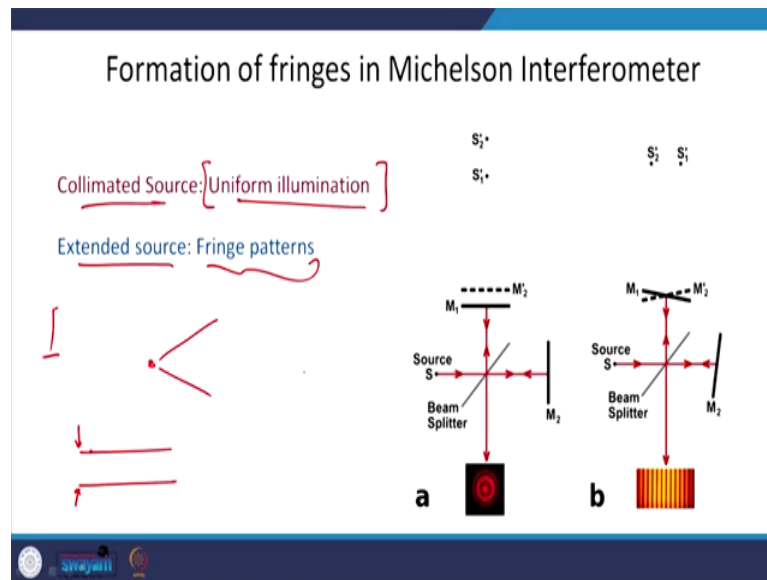 Formation of fringes in Michelson Interferometer
Collimated Source: [Uniform illumination]
Extended source: Fringe patterns
I
S'₂
S'₁
M'₂
M₁
Source
S
Beam
Splitter
M₂
a
S'₂ S'₁
M₁ M'₂
Source
S
Beam
Splitter
M₂
b
swayam